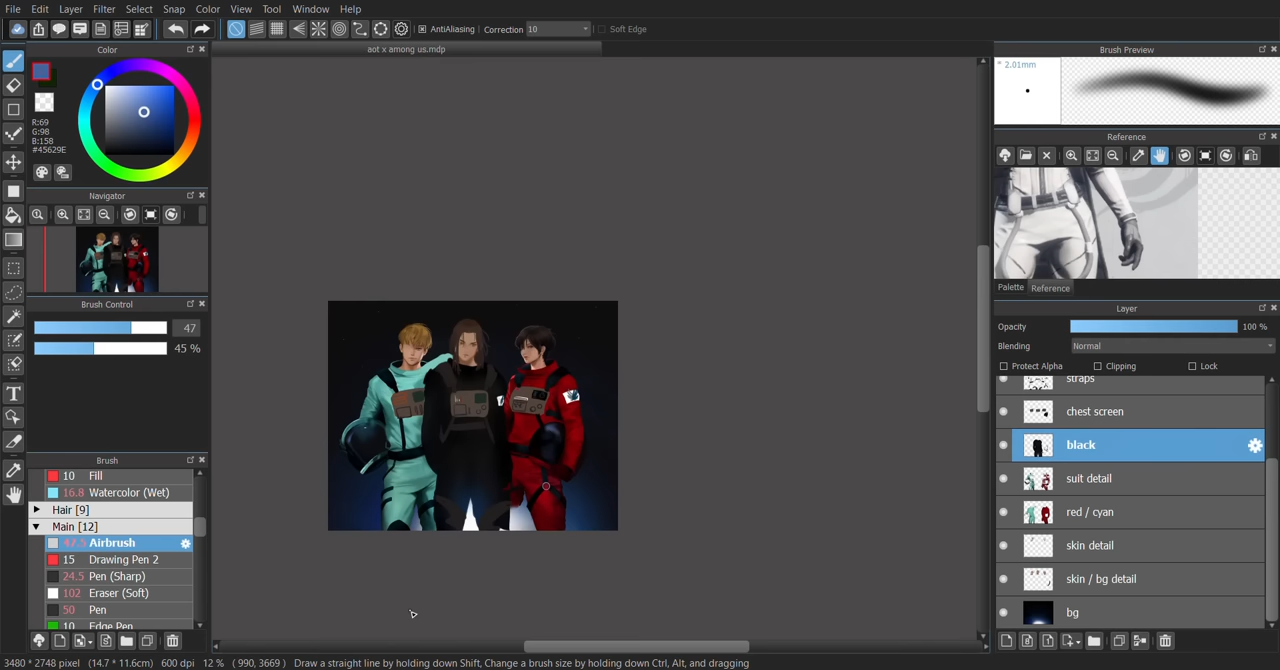 File Edit Layer Filter Select Snap Color View Tool Window Help
AntiAliasing Correction 10 Soft Edge
Color
aot x among us.mdp
Brush Preview
* 2.01mm
R:69
G:98
B:158
#45629E
Reference
Navigator
Brush Control
47
45 %
Palette Reference
Layer
Opacity 100 %
Blending Normal
Protect Alpha Clipping Lock
straps
chest screen
black
suit detail
red / cyan
skin detail
skin / bg detail
bg
Brush
10 Fill
16.8 Watercolor (Wet)
Hair [9]
Main [12]
47.5 Airbrush
15 Drawing Pen 2
24.5 Pen (Sharp)
102 Eraser (Soft)
50 Pen
10 Edge Pen
3480 * 2748 pixel (14.7 * 11.6cm) 600 dpi 12 % ( 990, 3669 ) Draw a straight line by holding down Shift, Change a brush size by holding down Ctrl, Alt, and dragging